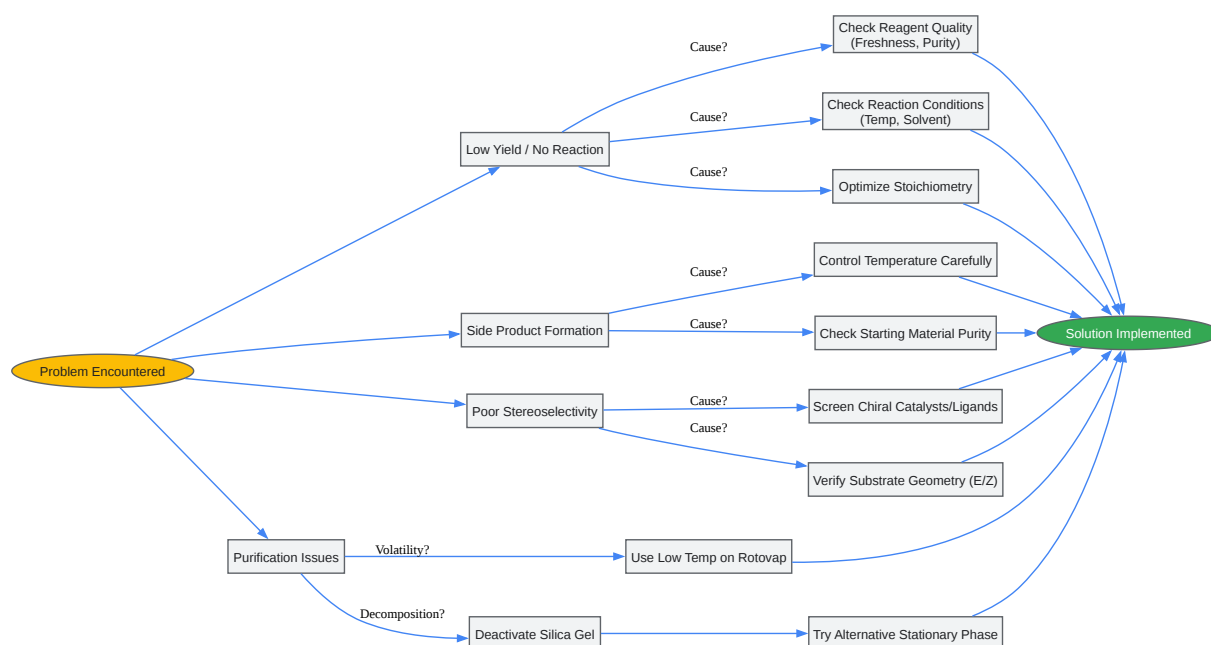 Check Reagent Quality
(Freshness, Purity)
Cause?
Check Reaction Conditions
(Temp, Solvent)
Cause?
Low Yield / No Reaction
Cause?
Optimize Stoichiometry
Control Temperature Carefully
Cause?
Side Product Formation
Cause?
Check Starting Material Purity
Solution Implemented
Problem Encountered
Cause?
Screen Chiral Catalysts/Ligands
Poor Stereoselectivity
Cause?
Verify Substrate Geometry (E/Z)
Purification Issues
Volatility?
Use Low Temp on Rotovap
Decomposition?
Deactivate Silica Gel
Try Alternative Stationary Phase